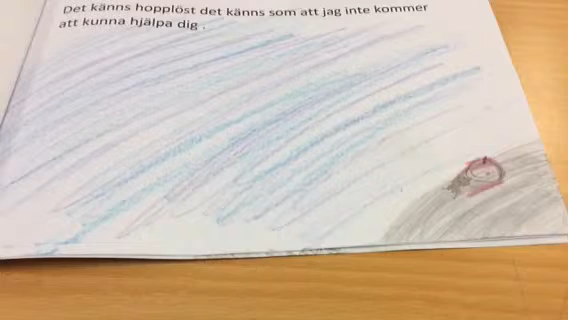 Det känns hopplöst det känns som att jag inte kommer
att kunna hjälpa dig .